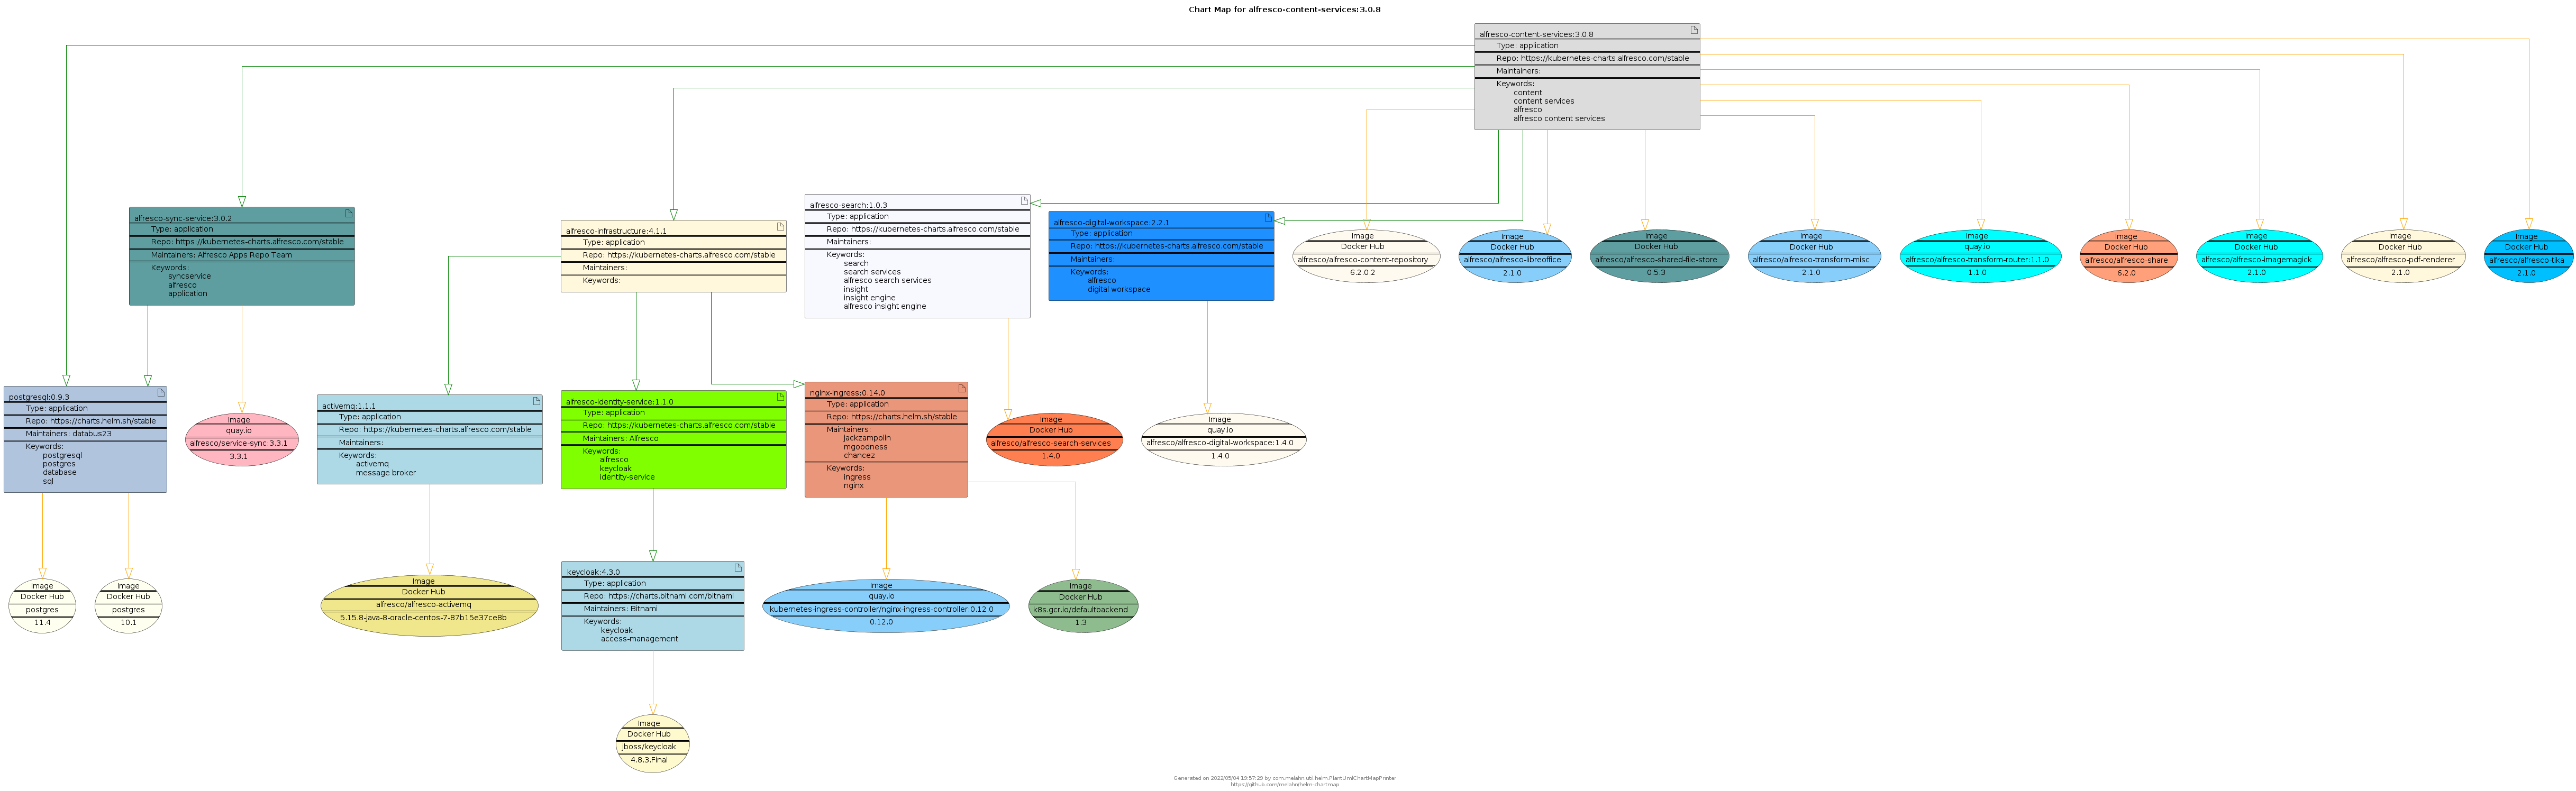 Chart Map for alfresco-content-services:3.0.8
alfresco-content-services:3.0.8
Type: application
Repo: https://kubernetes-charts.alfresco.com/stable
Maintainers:
Keywords:
content
content services
alfresco
alfresco content services
alfresco-sync-service:3.0.2
Type: application
Repo: https://kubernetes-charts.alfresco.com/stable
Maintainers: Alfresco Apps Repo Team
Keywords:
syncservice
alfresco
application
alfresco-infrastructure:4.1.1
Type: application
Repo: https://kubernetes-charts.alfresco.com/stable
Maintainers:
Keywords:
alfresco-search:1.0.3
Type: application
Repo: https://kubernetes-charts.alfresco.com/stable
Maintainers:
Keywords:
search
search services
alfresco search services
insight
insight engine
alfresco insight engine
alfresco-digital-workspace:2.2.1
Type: application
Repo: https://kubernetes-charts.alfresco.com/stable
Maintainers:
Keywords:
alfresco
digital workspace
Image
Docker Hub
alfresco/alfresco-content-repository
6.2.0.2
Image
Docker Hub
alfresco/alfresco-libreoffice
2.1.0
Image
Docker Hub
alfresco/alfresco-shared-file-store
0.5.3
Image
Docker Hub
alfresco/alfresco-transform-misc
2.1.0
Image
quay.io
alfresco/alfresco-transform-router:1.1.0
1.1.0
Image
Docker Hub
alfresco/alfresco-share
6.2.0
Image
Docker Hub
alfresco/alfresco-imagemagick
2.1.0
Image
Docker Hub
alfresco/alfresco-pdf-renderer
2.1.0
Image
Docker Hub
alfresco/alfresco-tika
2.1.0
postgresql:0.9.3
Type: application
Repo: https://charts.helm.sh/stable
Maintainers: databus23
Keywords:
postgresql
postgres
database
sql
Image
quay.io
alfresco/service-sync:3.3.1
3.3.1
activemq:1.1.1
Type: application
Repo: https://kubernetes-charts.alfresco.com/stable
Maintainers:
Keywords:
activemq
message broker
alfresco-identity-service:1.1.0
Type: application
Repo: https://kubernetes-charts.alfresco.com/stable
Maintainers: Alfresco
Keywords:
alfresco
keycloak
identity-service
nginx-ingress:0.14.0
Type: application
Repo: https://charts.helm.sh/stable
Maintainers:
jackzampolin
mgoodness
chancez
Keywords:
ingress
nginx
Image
Docker Hub
alfresco/alfresco-search-services
1.4.0
Image
quay.io
alfresco/alfresco-digital-workspace:1.4.0
1.4.0
Image
Docker Hub
postgres
11.4
Image
Docker Hub
postgres
10.1
Image
Docker Hub
alfresco/alfresco-activemq
5.15.8-java-8-oracle-centos-7-87b15e37ce8b
keycloak:4.3.0
Type: application
Repo: https://charts.bitnami.com/bitnami
Maintainers: Bitnami
Keywords:
keycloak
access-management
Image
quay.io
kubernetes-ingress-controller/nginx-ingress-controller:0.12.0
0.12.0
Image
Docker Hub
k8s.gcr.io/defaultbackend
1.3
Image
Docker Hub
jboss/keycloak
4.8.3.Final
Generated on 2022/05/04 19:57:29 by com.melahn.util.helm.PlantUmlChartMapPrinter
https://github.com/melahn/helm-chartmap